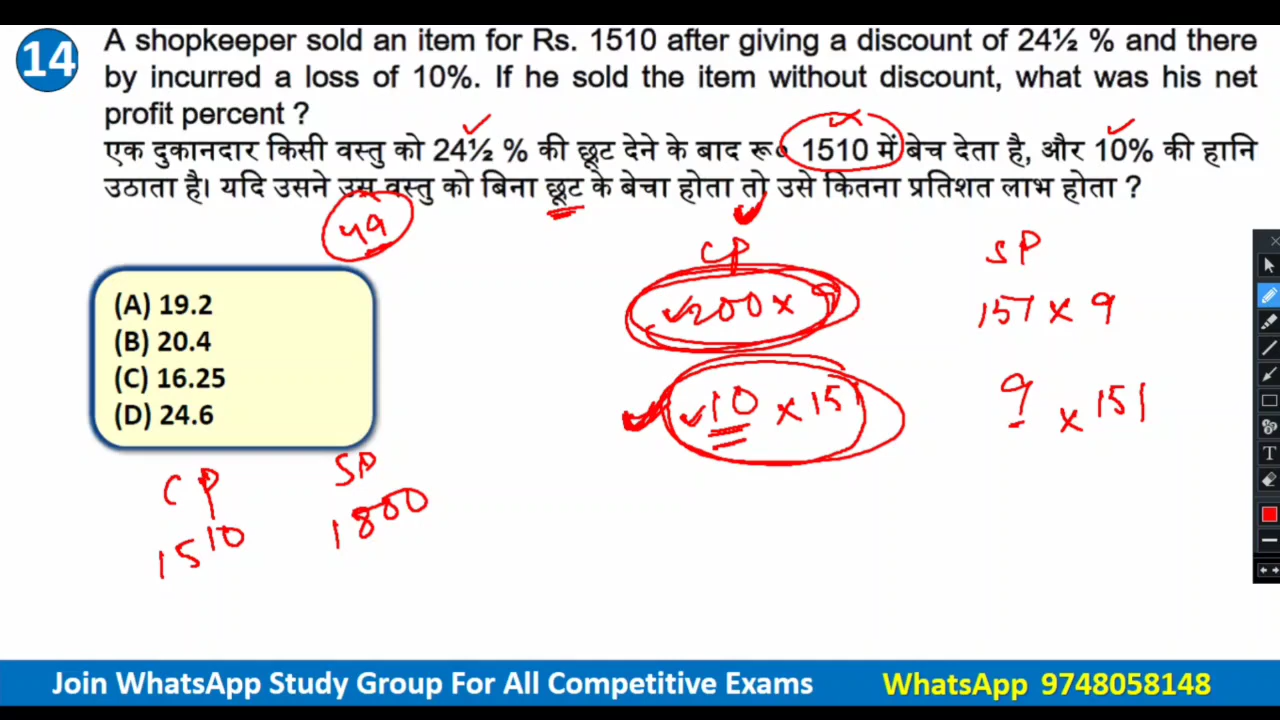 14
A shopkeeper sold an item for Rs. 1510 after giving a discount of 24½ % and there
by incurred a loss of 10%. If he sold the item without discount, what was his net
profit percent ?
एक दुकानदार किसी वस्तु को 24½ % की छूट देने के बाद रू० 1510 में बेच देता है, और 10% की हानि
उठाता है। यदि उसने उस वस्तु को बिना छूट के बेचा होता तो उसे कितना प्रतिशत लाभ होता ?
49
CP SP
200 x 9 151 x 9
10 x 151 9 x 151
(A) 19.2
(B) 20.4
(C) 16.25
(D) 24.6
CP SP
1510 1800
T
Join WhatsApp Study Group For All Competitive Exams WhatsApp 9748058148